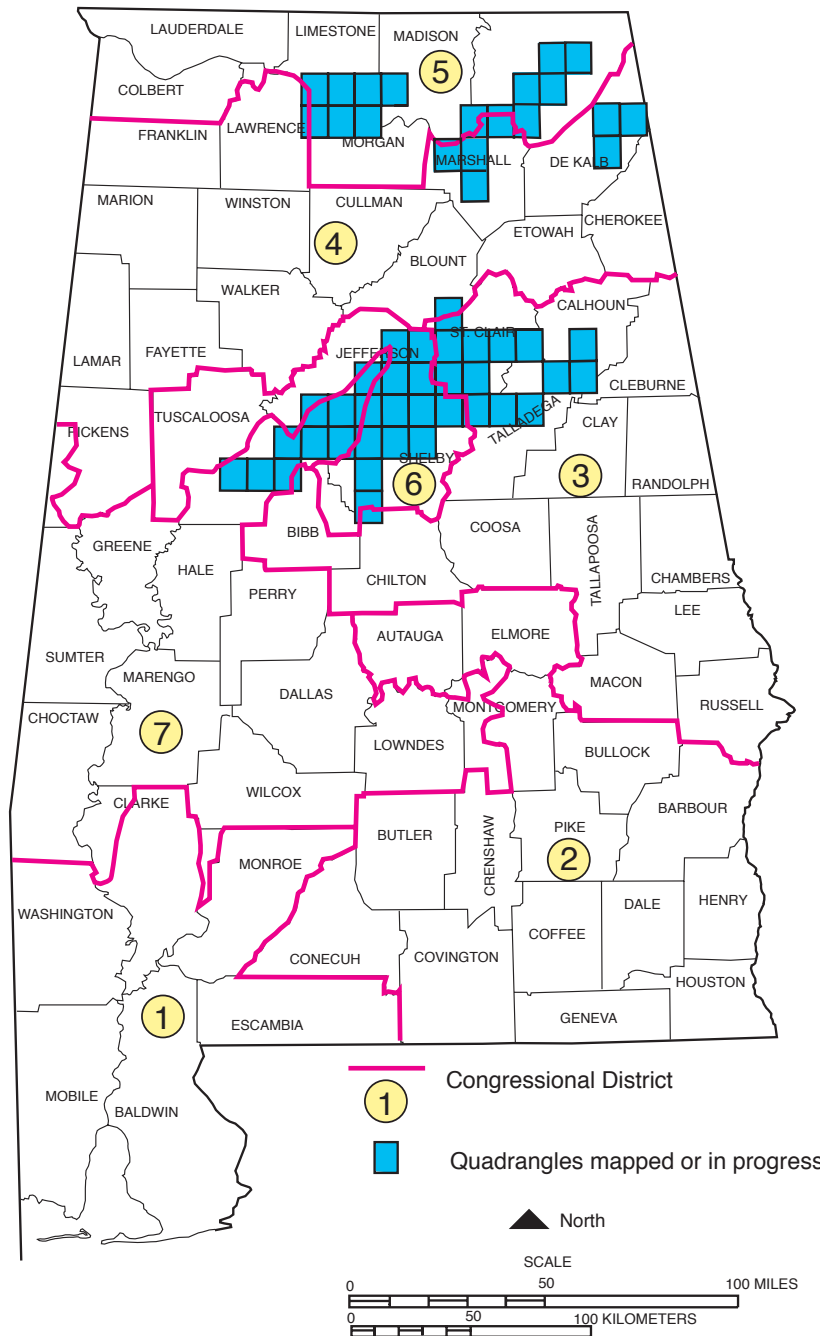 LAUDERDALE
LIMESTONE
MADISON
5
COLBERT
FRANKLIN
LAWRENCE
MORGAN
MARSHALL
DE KALB
MARION
WINSTON
CULLMAN
CHEROKEE
4
ETOWAH
BLOUNT
WALKER
CALHOUN
ST. CLAIR
LAMAR
FAYETTE
JEFFERSON
CLEBURNE
PICKENS
TUSCALOOSA
TALLADEGA
CLAY
SHELBY
6
3
RANDOLPH
GREENE
BIBB
COOSA
HALE
TALLAPOOSA
CHILTON
CHAMBERS
PERRY
LEE
AUTAUGA
ELMORE
SUMTER
MARENGO
MACON
DALLAS
RUSSELL
CHOCTAW
MONTGOMERY
7
LOWNDES
BULLOCK
WILCOX
CLARKE
BARBOUR
BUTLER
CRENSHAW
PIKE
2
MONROE
WASHINGTON
DALE
HENRY
COFFEE
CONECUH
COVINGTON
HOUSTON
1
ESCAMBIA
GENEVA
MOBILE
BALDWIN
Congressional District
1
Quadrangles mapped or in progress
North
SCALE
0 50 100 MILES
0 50 100 KILOMETERS